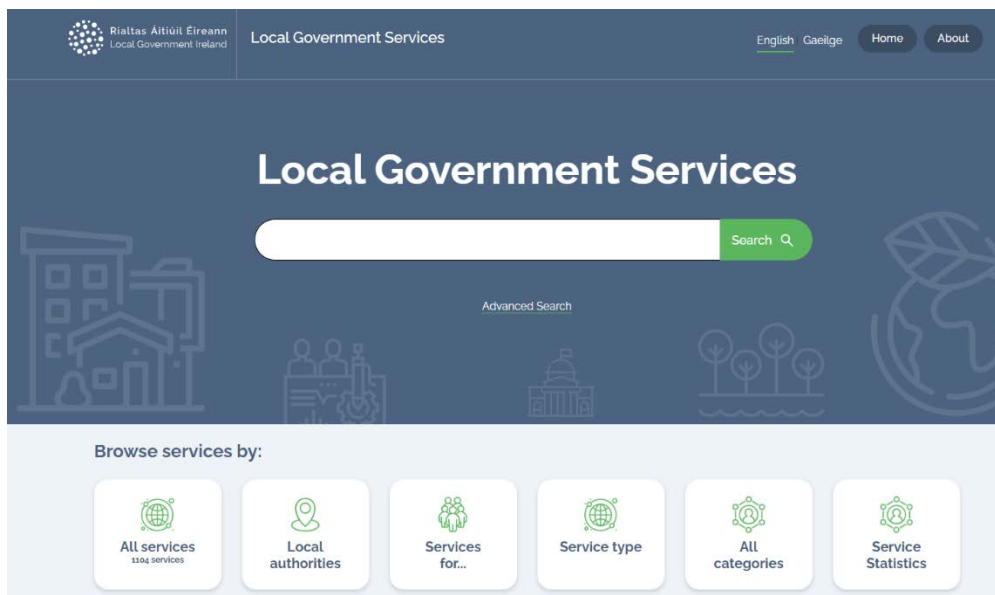 Rialtas Áitiúil Éireann
Local Government Ireland
Local Government Services
English Gaeilge Home About
Local Government Services
Search
Advanced Search
Browse services by:
All services
1104 services
Local
authorities
Services
for...
Service type
All
categories
Service
Statistics